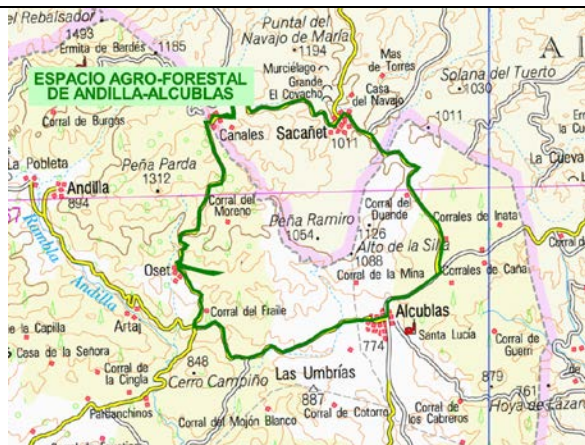 el Rebalsador
1493
Ermita de Bardés
1185
Puntal del
Navajo de María
1194
Murciélago
Grande
El Covacho
Mas
de Torres
Casa
del Navajo
A
Solana del Tuerto
1030
1011
ESPACIO AGRO-FORESTAL
DE ANDILLA-ALCUBLAS
Corral de Burgos
Canales
Sacañet
1011
La Cueva
La Pobleta
Andilla
894
Peña Parda
1312
Corral del
Moreno
Peña Ramiro
1054
Corral del
Duende
Alto de la Silla
1088
Corrales de Inata
Corral de la Mina
Corrales de Caña
Rambla
Andilla
Oset
Artaj
Corral del Fraile
Alcublas
774
Santa Lucía
Corral de
Guerri
de la Capilla
Casa de la Señora
Corral de
la Cingla
848
Cerro Campiño
Las Umbrías
887
879
761
Pardanchinos
Corral del Mojón Blanco
Corral de Cotorro
Corral de
los Cabreros
Hoya de Lázaro